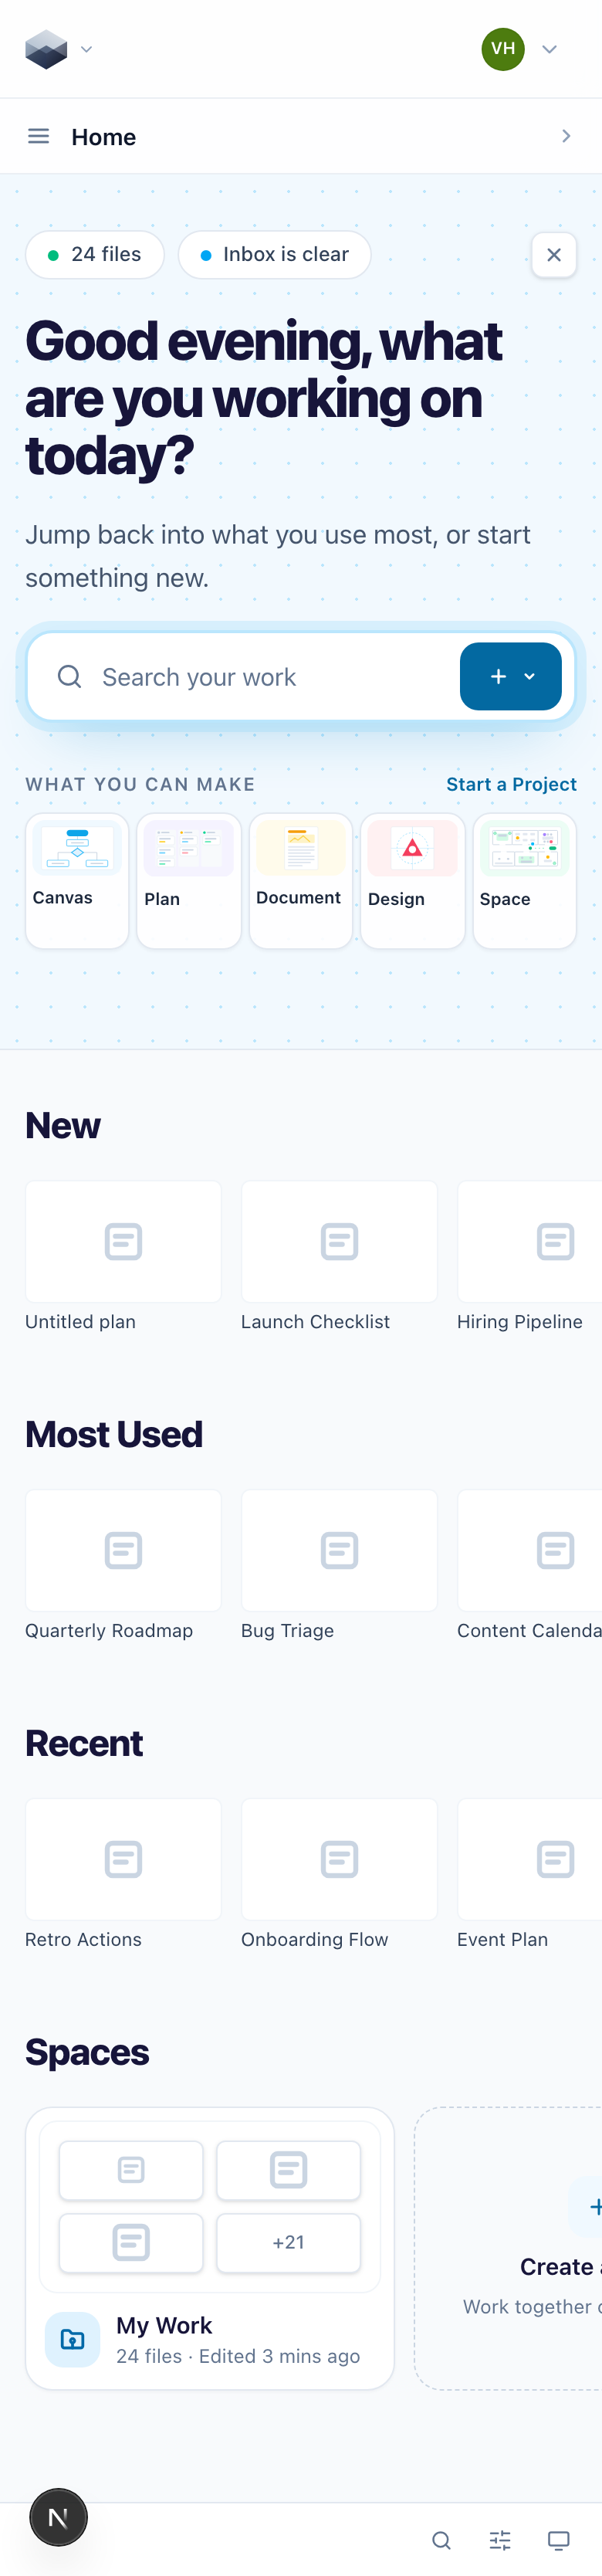 VH
Home
24 files
Inbox is clear
Good evening, what
are you working on
today?
Jump back into what you use most, or start
something new.
Search your work
WHAT YOU CAN MAKE
Start a Project
Canvas
Plan
Document
Design
Space
New
Untitled plan
Launch Checklist
Hiring Pipeline
Most Used
Quarterly Roadmap
Bug Triage
Content Calenda
Recent
Retro Actions
Onboarding Flow
Event Plan
Spaces
+21
Create a
Work together o
My Work
24 files · Edited 3 mins ago
N